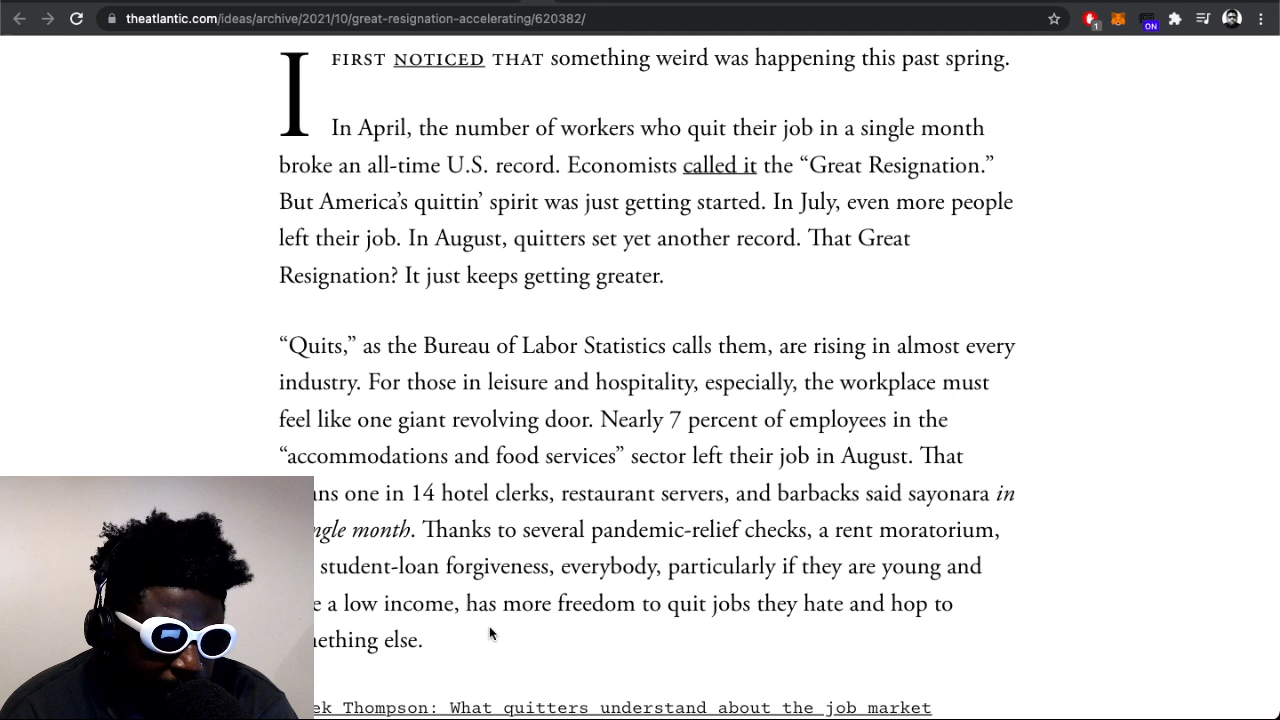 theatlantic.com/ideas/archive/2021/10/great-resignation-accelerating/620382/
1
ON
I FIRST NOTICED THAT something weird was happening this past spring.
In April, the number of workers who quit their job in a single month
broke an all-time U.S. record. Economists called it the “Great Resignation.”
But America’s quittin’ spirit was just getting started. In July, even more people
left their job. In August, quitters set yet another record. That Great
Resignation? It just keeps getting greater.
“Quits,” as the Bureau of Labor Statistics calls them, are rising in almost every
industry. For those in leisure and hospitality, especially, the workplace must
feel like one giant revolving door. Nearly 7 percent of employees in the
“accommodations and food services” sector left their job in August. That
one in 14 hotel clerks, restaurant servers, and barbacks said sayonara in
month. Thanks to several pandemic-relief checks, a rent moratorium,
student-loan forgiveness, everybody, particularly if they are young and
a low income, has more freedom to quit jobs they hate and hop to
else.
Thompson: What quitters understand about the job market